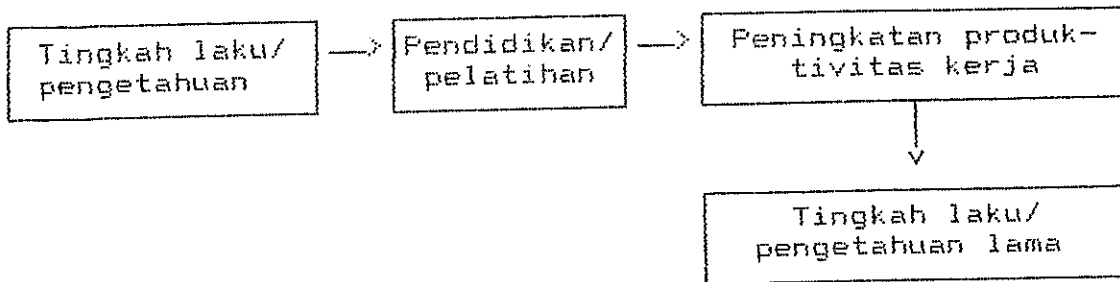 Tingkah laku/
pengetahuan
Pendidikan/
pelatihan
Peningkatan produk-
tivitas kerja
Tingkah laku/
pengetahuan lama